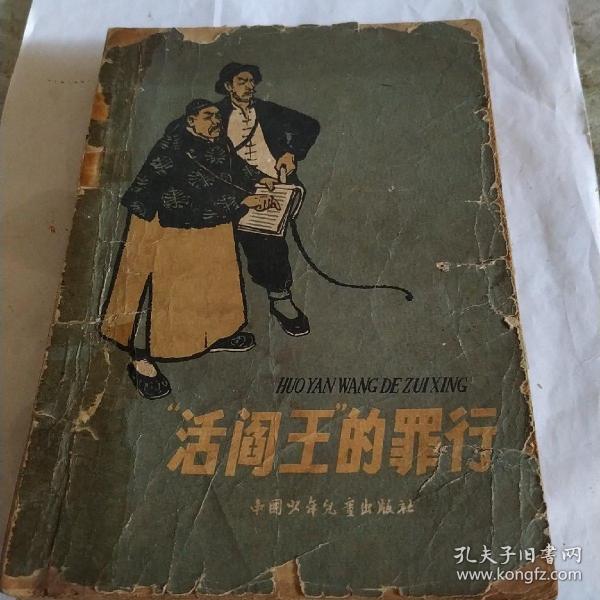 HUO YAN WANG DE ZUI XING
“活阎王”的罪行
中国少年儿童出版社
孔夫子旧书网
www.kongfz.com